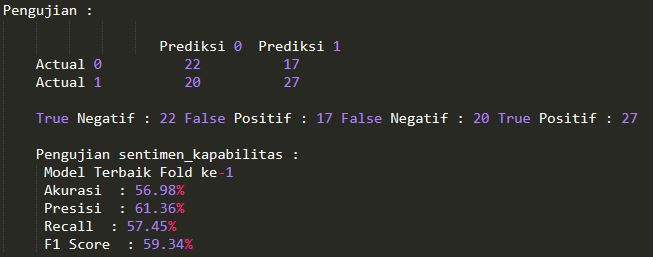 Pengujian :
Prediksi 0 Prediksi 1
Actual 0 22 17
Actual 1 20 27
True Negatif : 22 False Positif : 17 False Negatif : 20 True Positif : 27
Pengujian sentimen_kapabilitas :
Model Terbaik Fold ke-1
Akurasi : 56.98%
Presisi : 61.36%
Recall : 57.45%
F1 Score : 59.34%